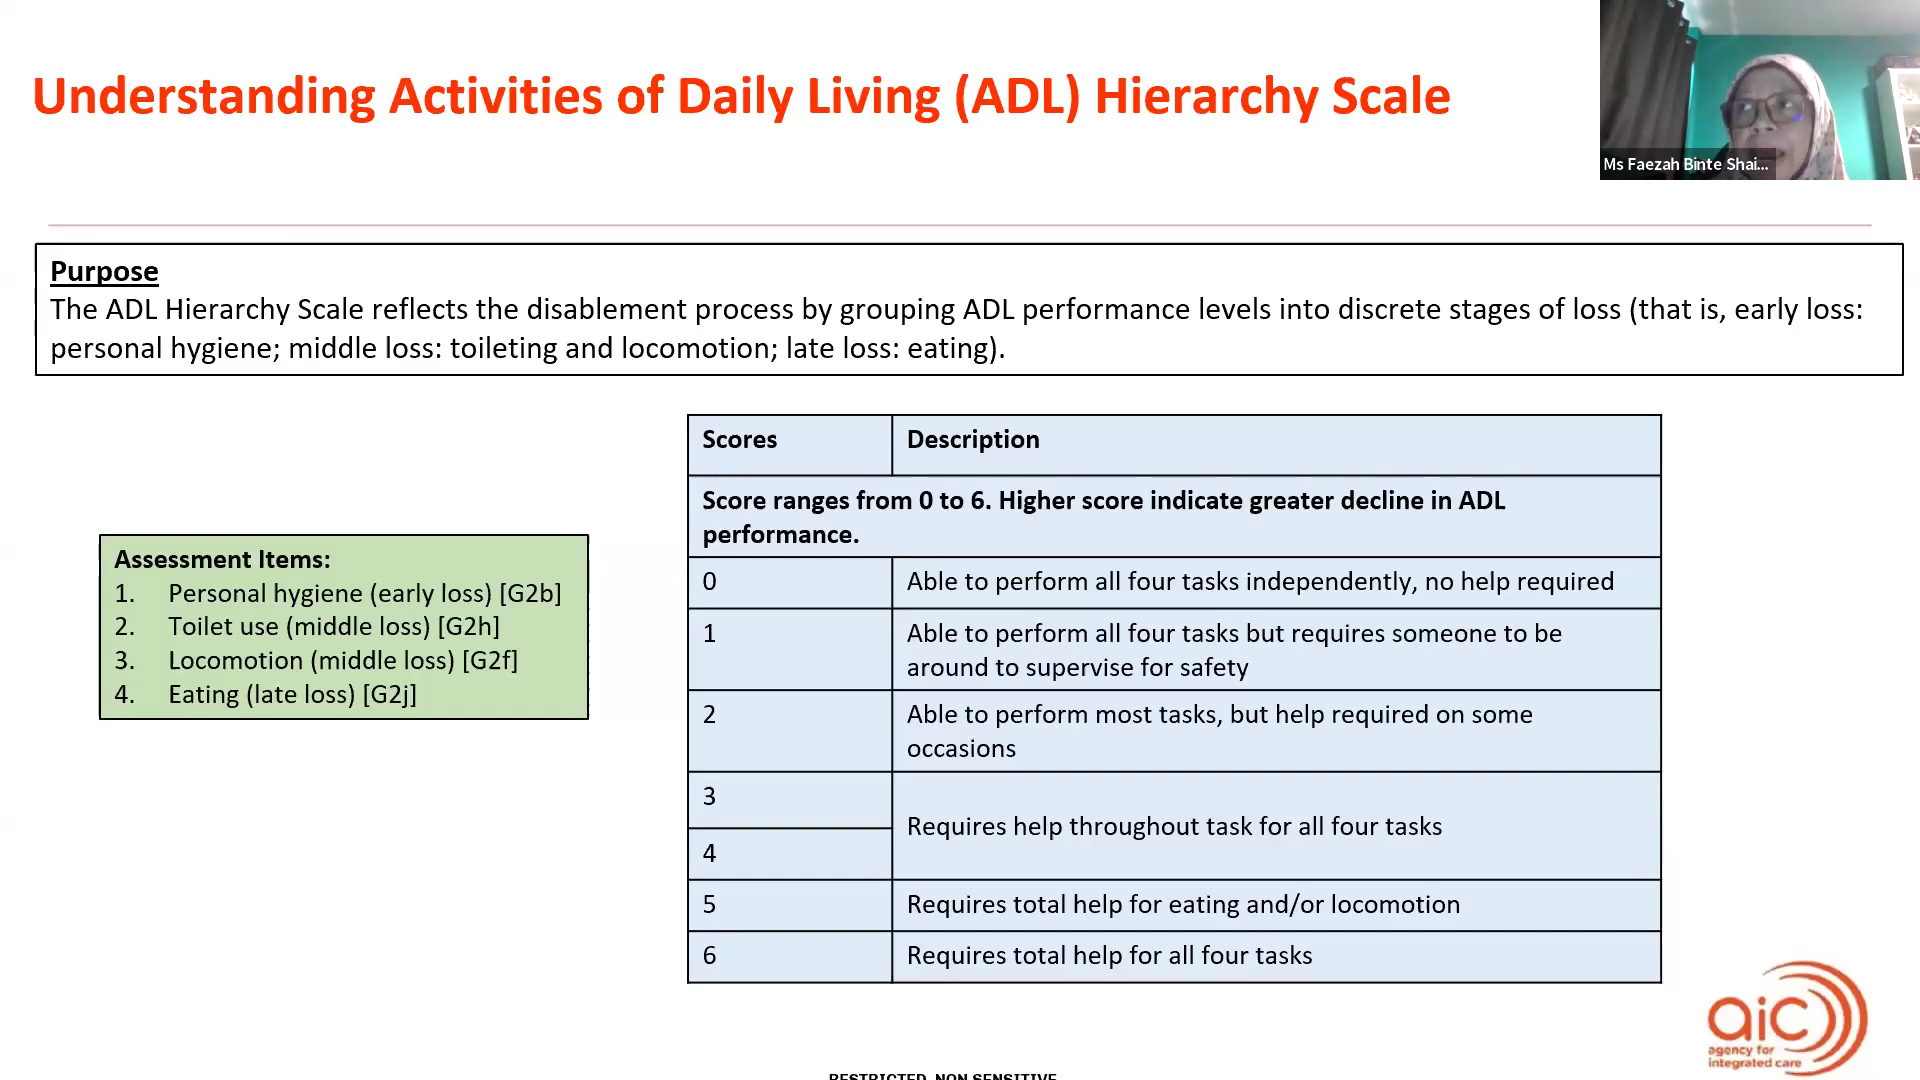 Understanding Activities of Daily Living (ADL) Hierarchy Scale
Ms Faezah Binte Shai...
Purpose
The ADL Hierarchy Scale reflects the disablement process by grouping ADL performance levels into discrete stages of loss (that is, early loss:
personal hygiene; middle loss: toileting and locomotion; late loss: eating).
Assessment Items:
1. Personal hygiene (early loss) [G2b]
2. Toilet use (middle loss) [G2h]
3. Locomotion (middle loss) [G2f]
4. Eating (late loss) [G2j]
Scores Description
Score ranges from 0 to 6. Higher score indicate greater decline in ADL
performance.
0 Able to perform all four tasks independently, no help required
1 Able to perform all four tasks but requires someone to be
around to supervise for safety
2 Able to perform most tasks, but help required on some
occasions
3
Requires help throughout task for all four tasks
4
5 Requires total help for eating and/or locomotion
6 Requires total help for all four tasks
aic
agency for
integrated care
RESTRICTED, NON SENSITIVE